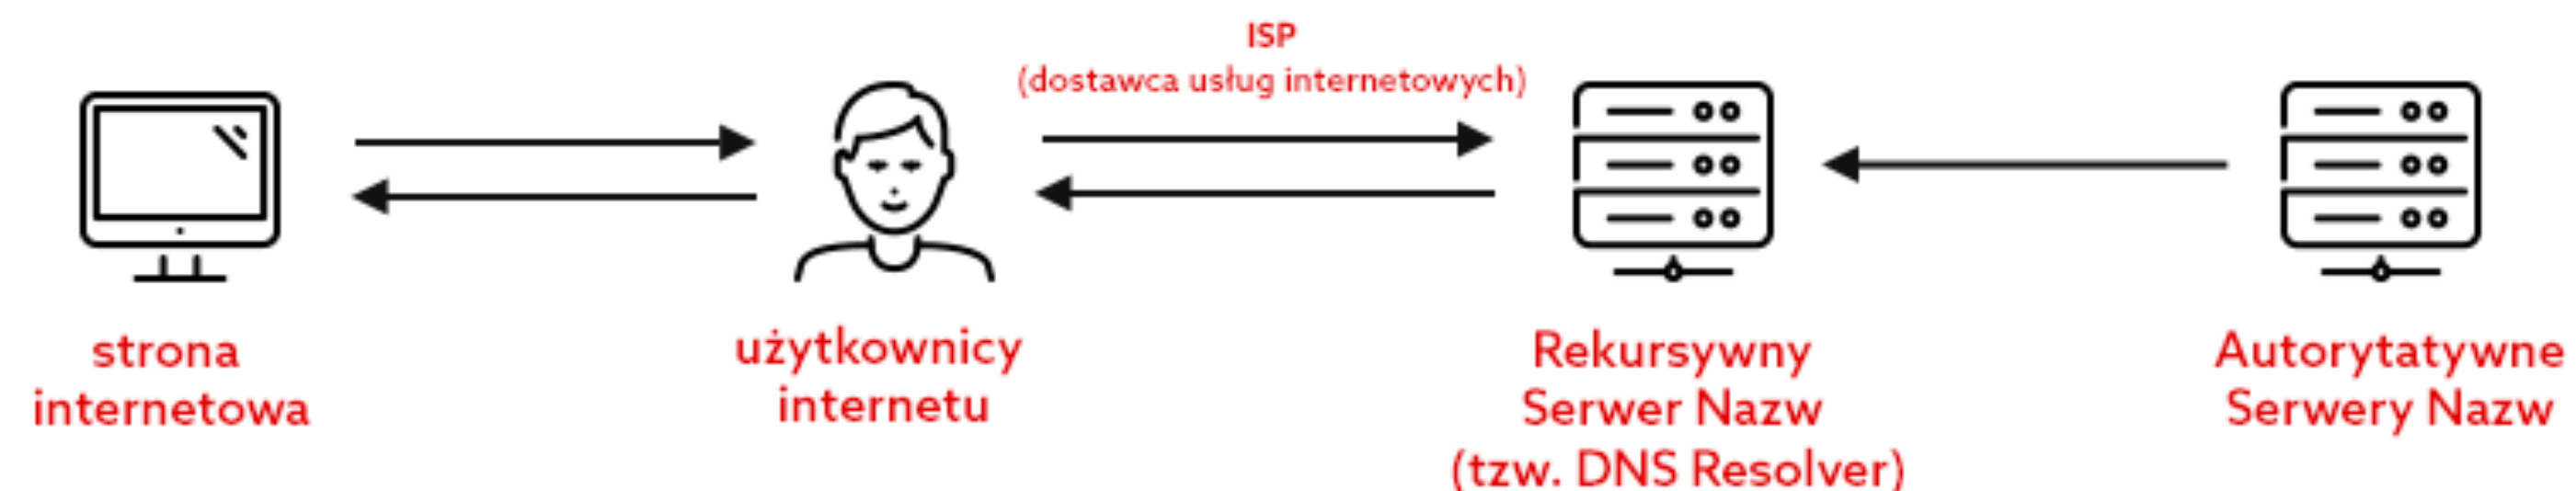 ISP
(dostawca usług internetowych)
strona
internetowa
użytkownicy
internetu
Rekursywny
Serwer Nazw
(tzw. DNS Resolver)
Autorytatywne
Serwery Nazw